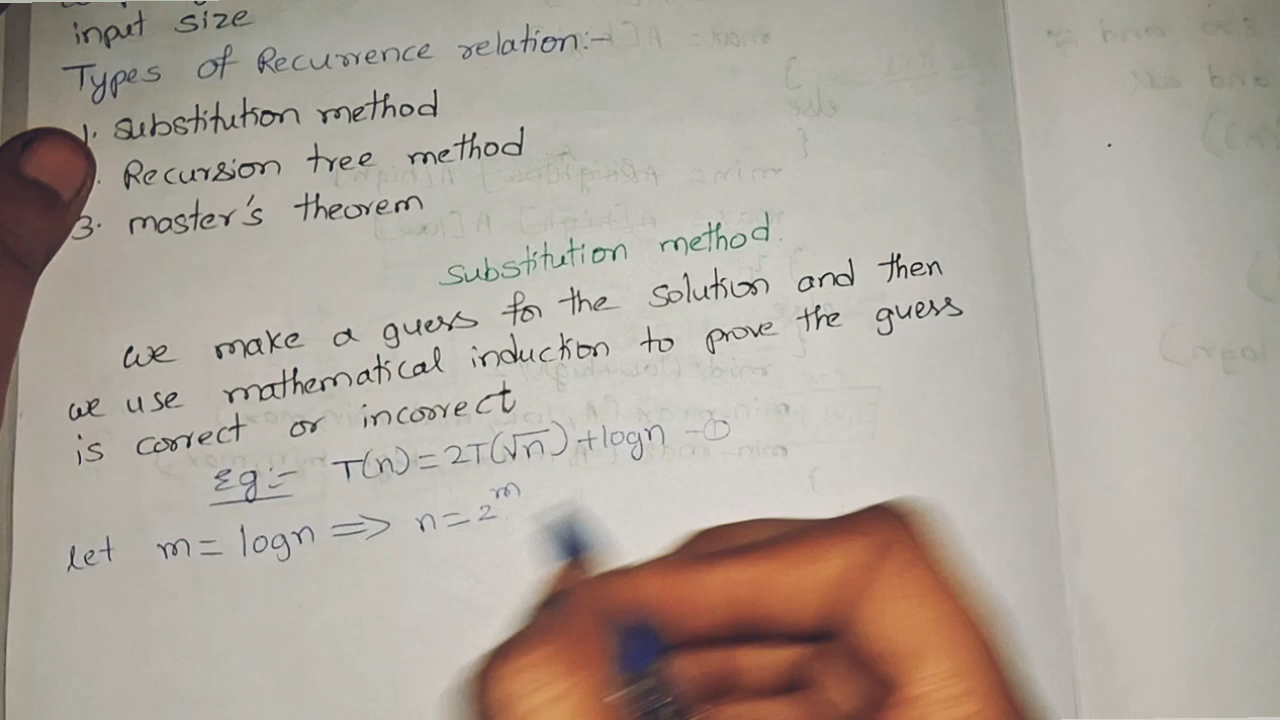 input size
Types of Recurrence relation:-
1. substitution method
. Recursion tree method
3. master's theorem
Substitution method.
we make a guess for the solution and then
we use mathematical induction to prove the guess
is correct or incorrect
Eg:- T(n) = 2T(√n) + logn -①
let m = logn ⇒ n = 2^m